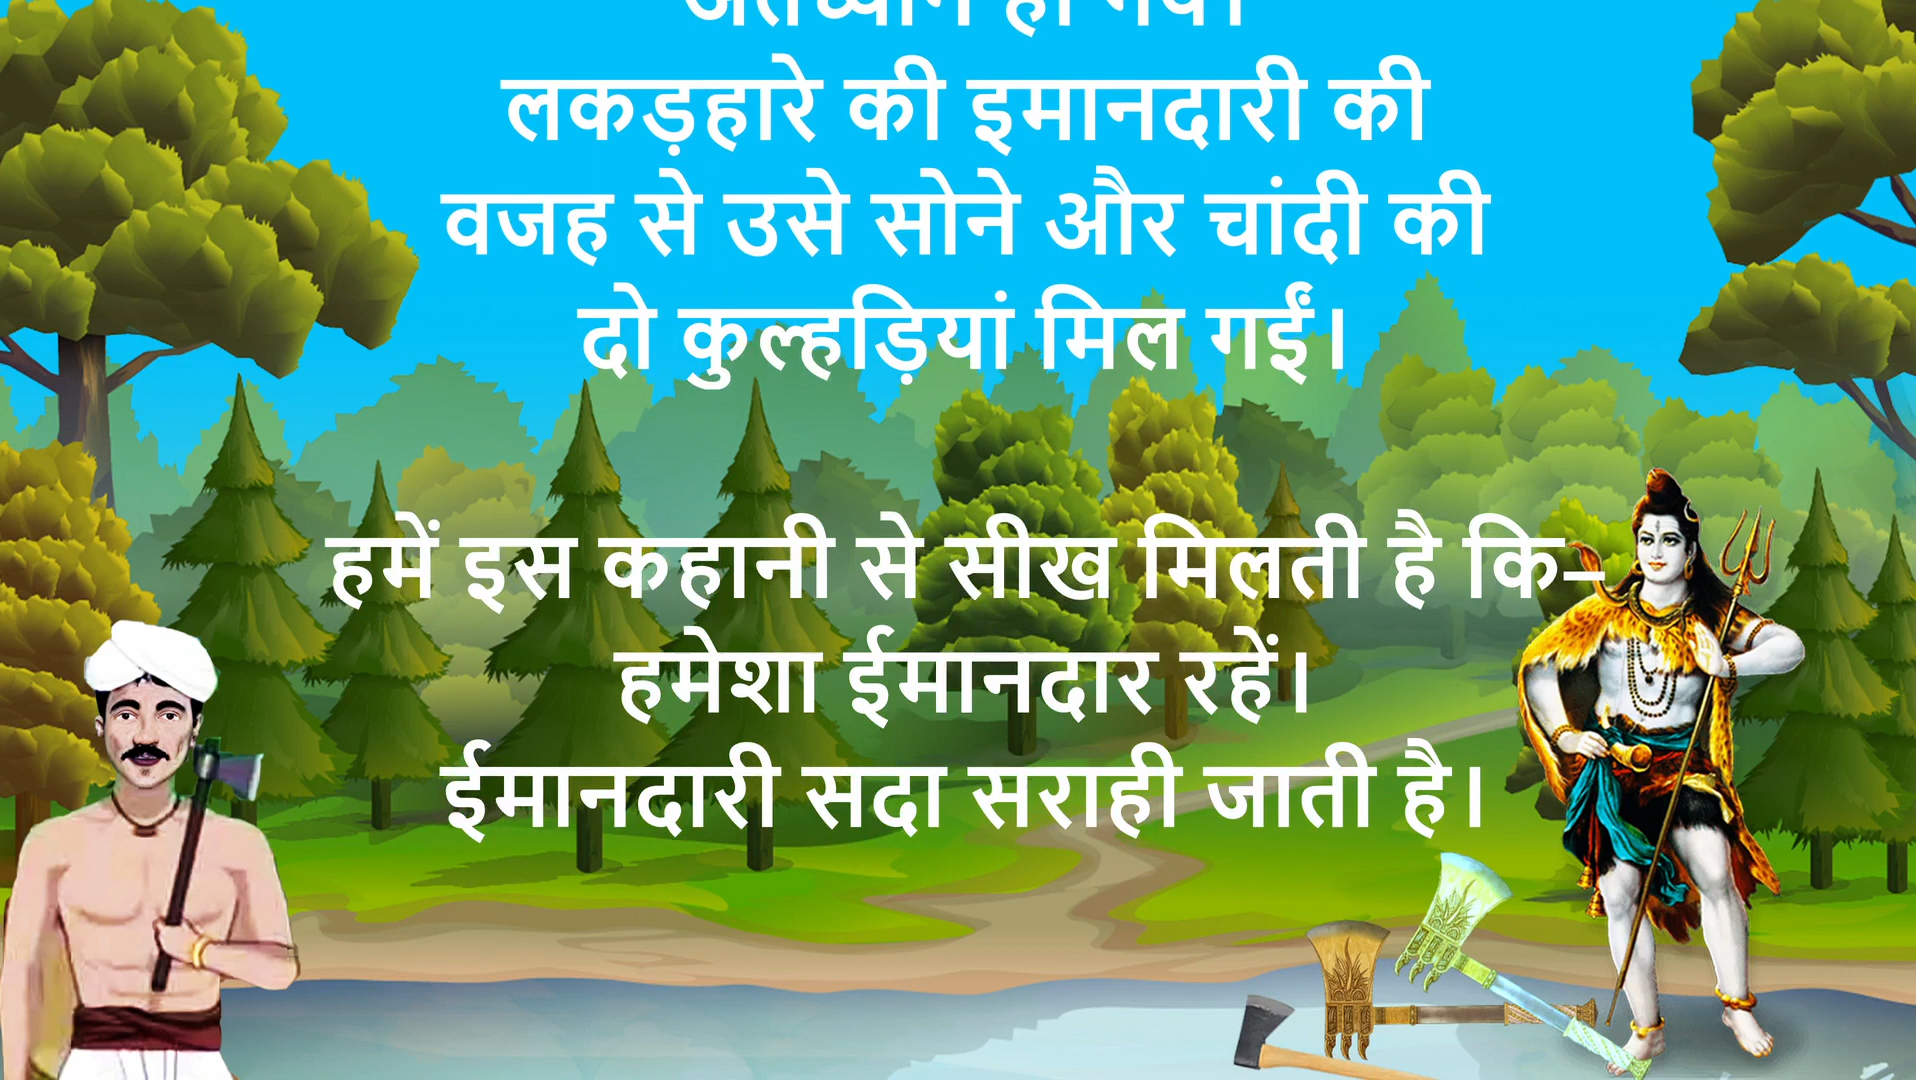 हो गये।
लकड़हारे की इमानदारी की
वजह से उसे सोने और चांदी की
दो कुल्हड़ियां मिल गईं।
हमें इस कहानी से सीख मिलती है कि–
हमेशा ईमानदार रहें।
ईमानदारी सदा सराही जाती है।